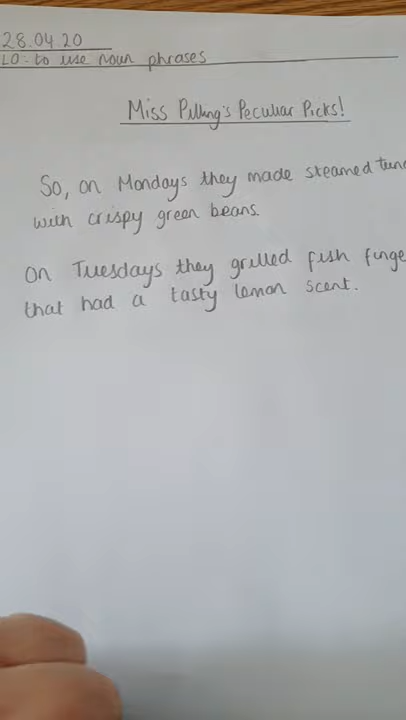 28.04.20
LO: to use noun phrases
Miss Pilling's Peculiar Picks!
So, on Mondays they made steamed
with crispy green beans.
On Tuesdays they grilled fish
that had a tasty lemon scent.